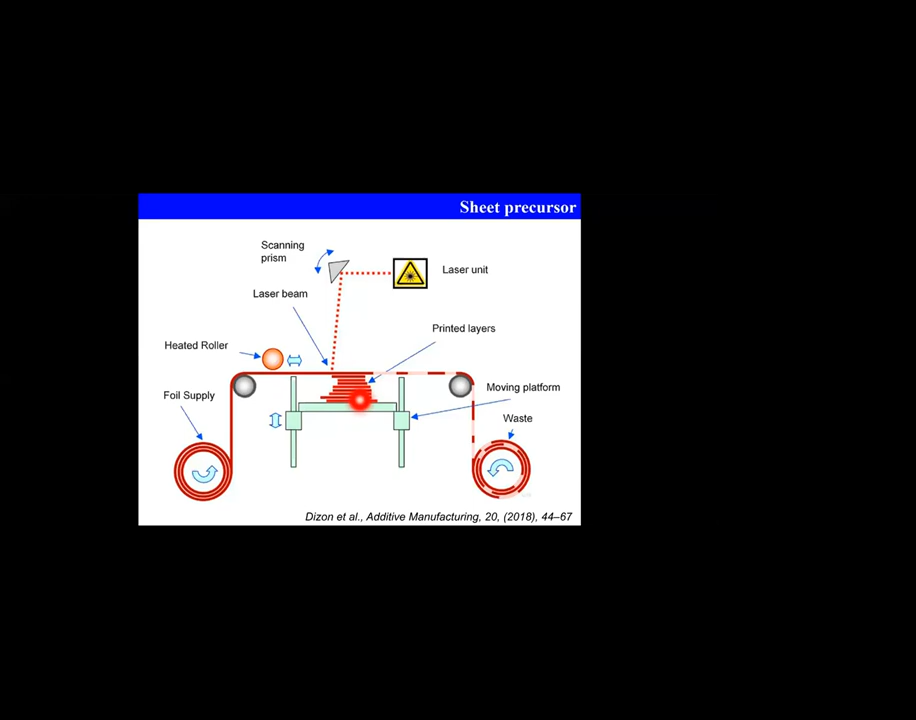 Sheet precursor
Scanning
prism
Laser unit
Laser beam
Printed layers
Heated Roller
Foil Supply
Moving platform
Waste
Dizon et al., Additive Manufacturing, 20, (2018), 44–67